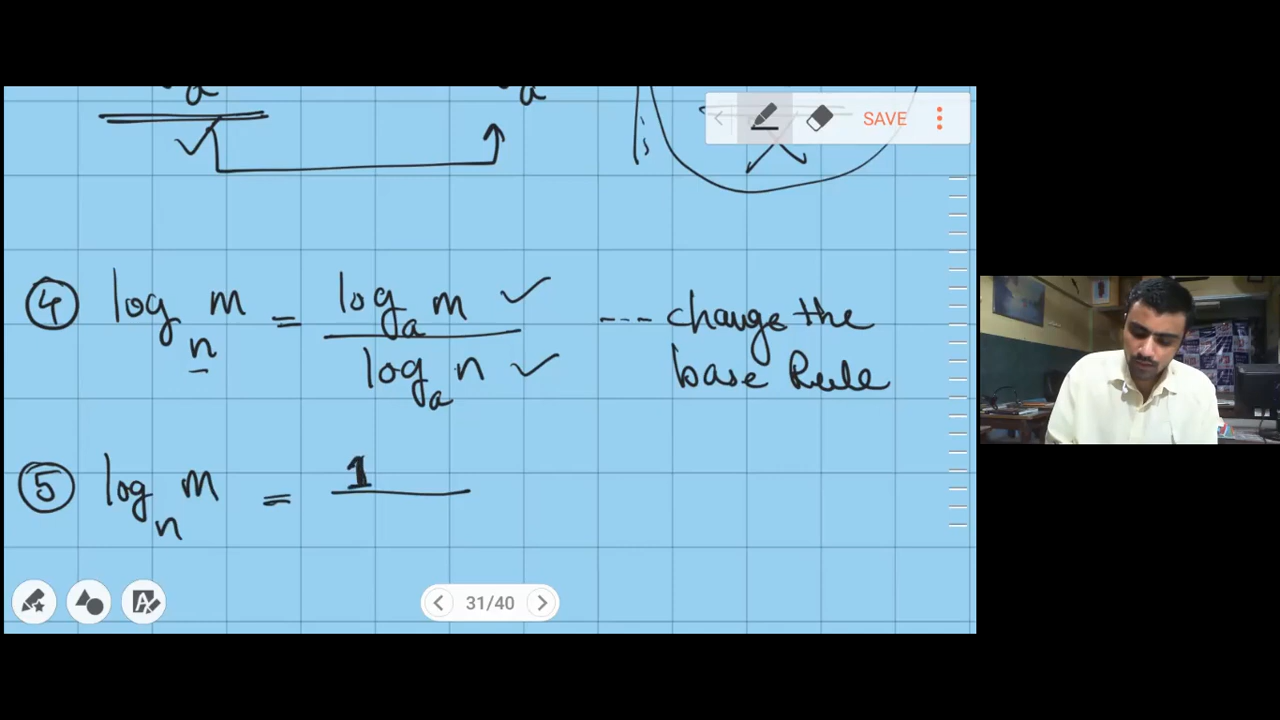 a a
SAVE
④ log_n m = log_a m / log_a n --- change the
base Rule
⑤ log_n m = 1
31/40